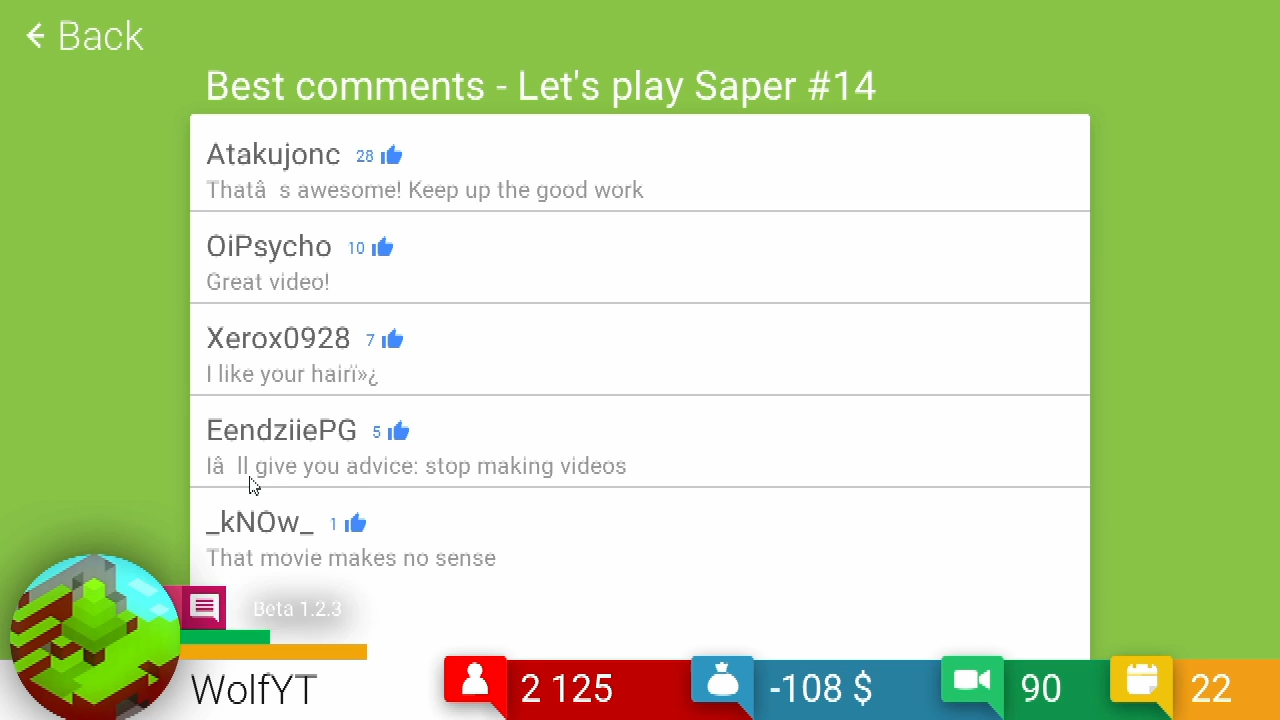 Back
Best comments - Let's play Saper #14
Atakujonc 28
Thatâ s awesome! Keep up the good work
OiPsycho 10
Great video!
Xerox0928 7
I like your hairï»¿
EendziiePG 5
Iâ ll give you advice: stop making videos
_kNOw_ 1
That movie makes no sense
Beta 1.2.3
WolfYT
2 125
-108 $
90
22